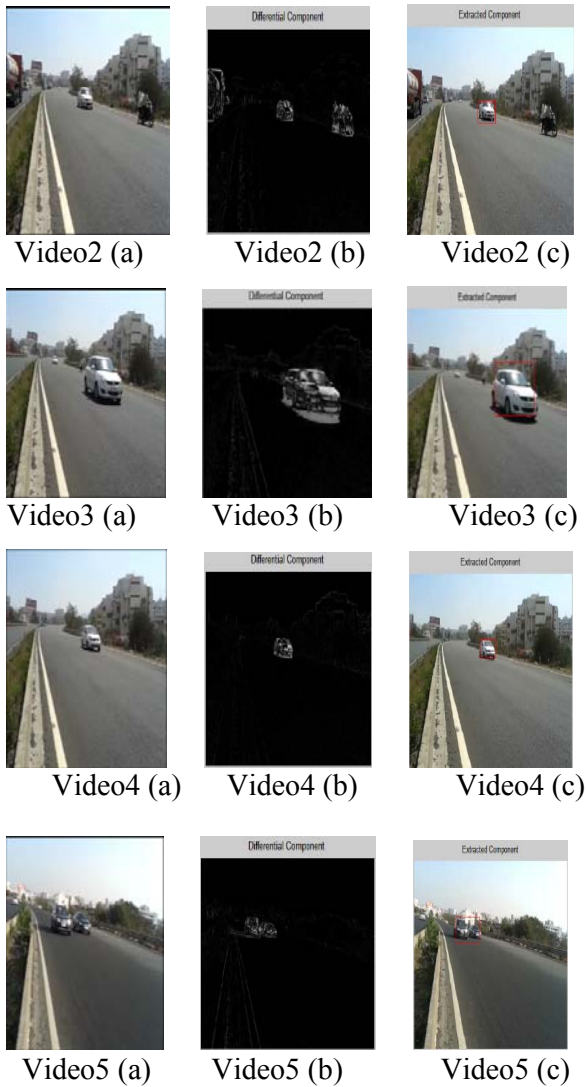 Differential Component
Extracted Component
Video2 (a) Video2 (b) Video2 (c)
Differential Component
Extracted Component
Video3 (a) Video3 (b) Video3 (c)
Differential Component
Extracted Component
Video4 (a) Video4 (b) Video4 (c)
Differential Component
Extracted Component
Video5 (a) Video5 (b) Video5 (c)